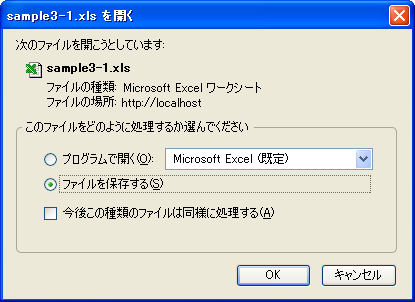 sample3-1.xls を開く
次のファイルを開こうとしています:
sample3-1.xls
ファイルの種類: Microsoft Excel ワークシート
ファイルの場所: http://localhost
このファイルをどのように処理するか選んでください
プログラムで開く(O): Microsoft Excel (既定)
ファイルを保存する(S)
今後この種類のファイルは同様に処理する(A)
OK キャンセル